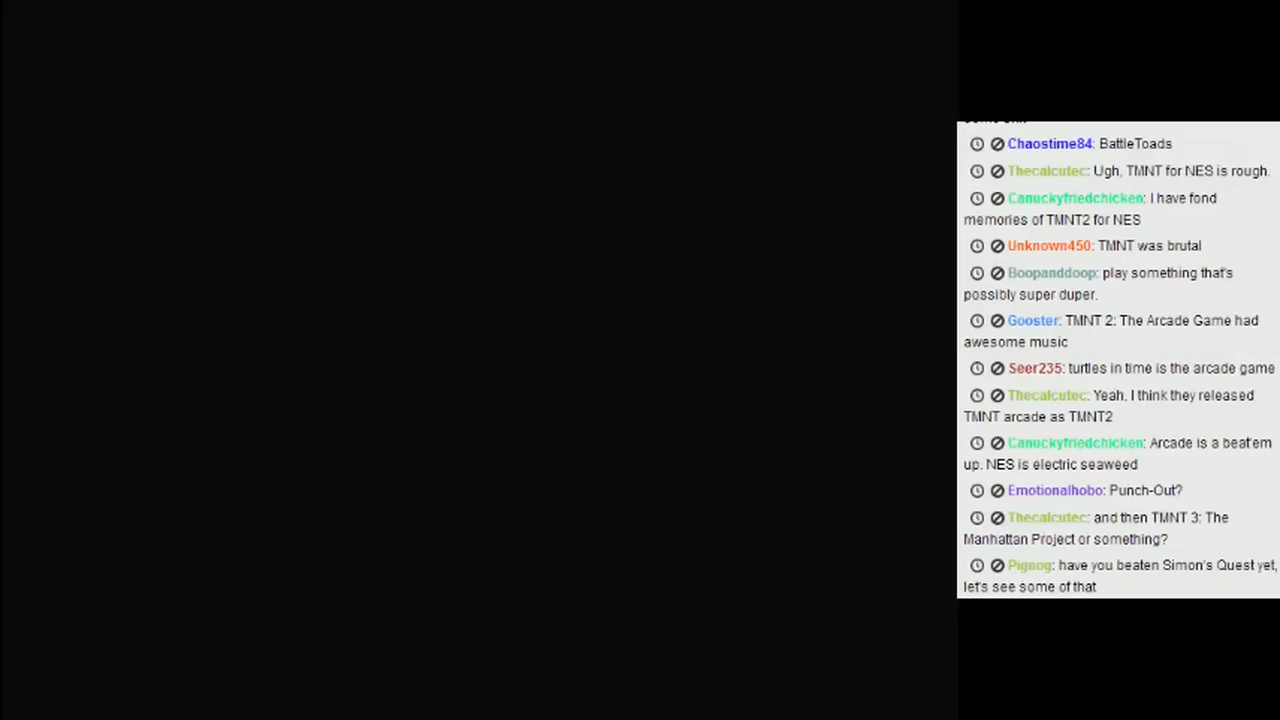 Chaostime84: BattleToads
Thecalcutec: Ugh, TMNT for NES is rough.
Canuckyfriedchicken: I have fond
memories of TMNT2 for NES
Unknown450: TMNT was brutal
Boopanddoop: play something that's
possibly super duper.
Gooster: TMNT 2: The Arcade Game had
awesome music
Seer235: turtles in time is the arcade game
Thecalcutec: Yeah, I think they released
TMNT arcade as TMNT2
Canuckyfriedchicken: Arcade is a beat'em
up. NES is electric seaweed
Emotionalhobo: Punch-Out?
Thecalcutec: and then TMNT 3: The
Manhattan Project or something?
Pignog: have you beaten Simon's Quest yet,
let's see some of that